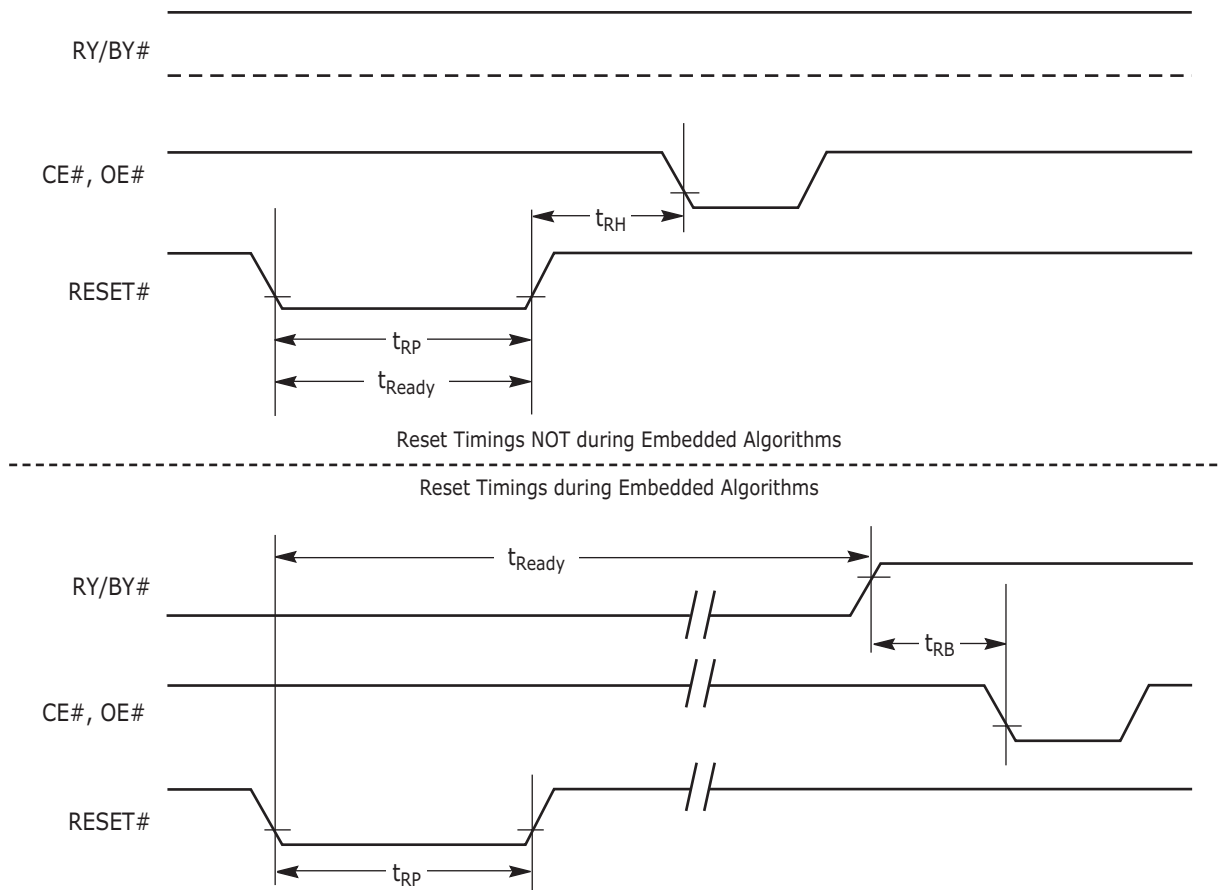 RY/BY#
CE#, OE#
tRH
RESET#
tRP
tReady
Reset Timings NOT during Embedded Algorithms
Reset Timings during Embedded Algorithms
tReady
RY/BY#
tRB
CE#, OE#
RESET#
tRP